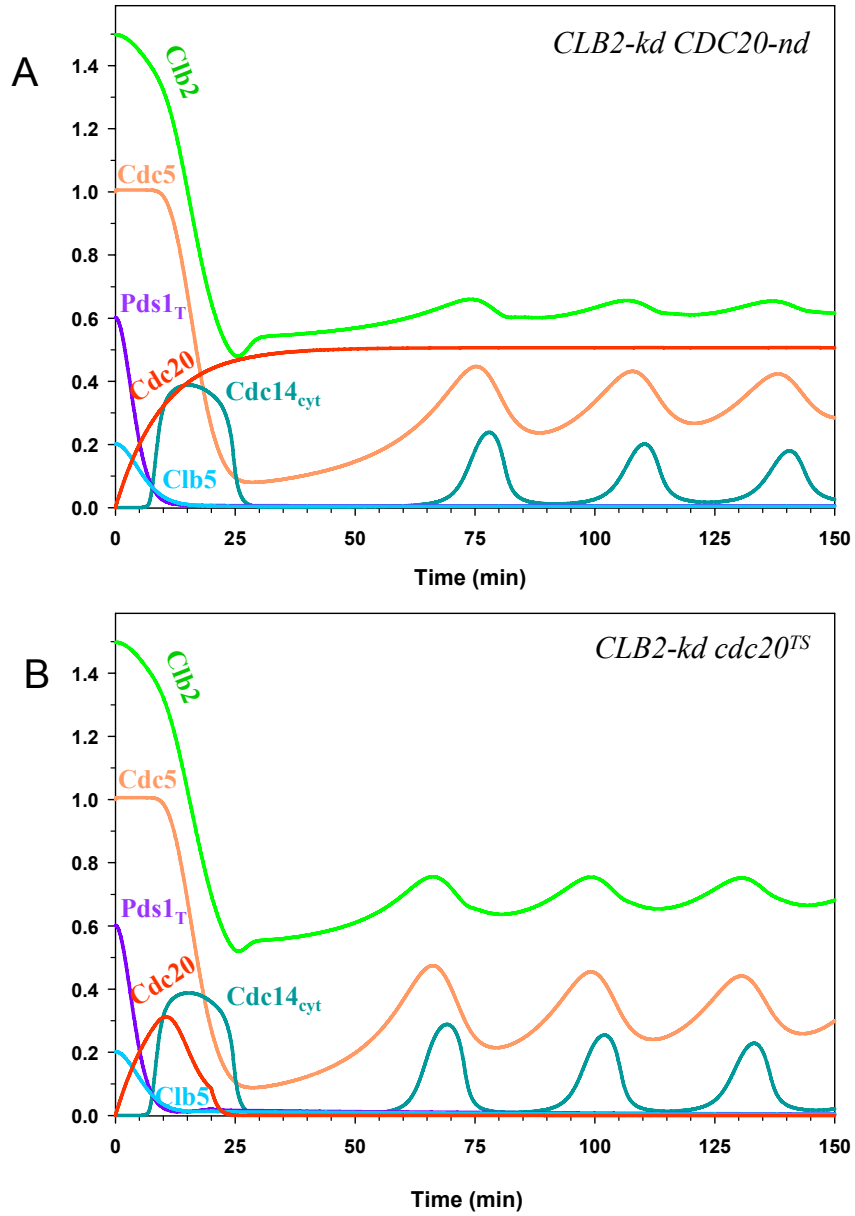 A
CLB2-kd CDC20-nd
Clb2
Cdc5
Pds1T
Cdc20
Cdc14cyt
Clb5
1.4
1.2
1.0
0.8
0.6
0.4
0.2
0.0
0 25 50 75 100 125 150
Time (min)
B
CLB2-kd cdc20TS
Clb2
Cdc5
Pds1T
Cdc20
Cdc14cyt
Clb5
1.4
1.2
1.0
0.8
0.6
0.4
0.2
0.0
0 25 50 75 100 125 150
Time (min)